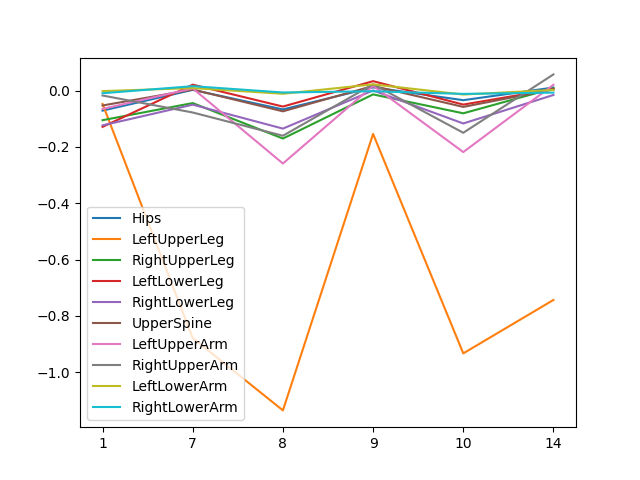 0.0
−0.2
−0.4
−0.6
−0.8
−1.0
Hips
LeftUpperLeg
RightUpperLeg
LeftLowerLeg
RightLowerLeg
UpperSpine
LeftUpperArm
RightUpperArm
LeftLowerArm
RightLowerArm
1 7 8 9 10 14